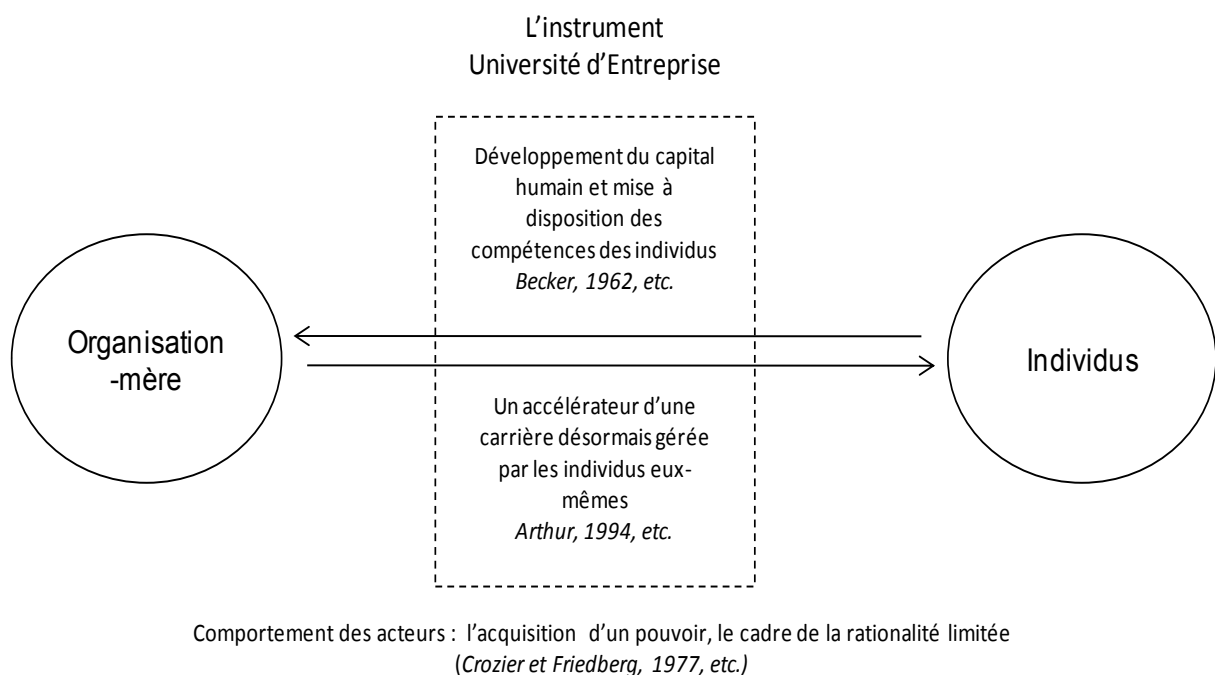 L’instrument
Université d’Entreprise
Développement du capital
humain et mise à
disposition des
compétences des individus
Becker, 1962, etc.
Organisation
-mère
Individus
Un accélérateur d’une
carrière désormais gérée
par les individus eux-
mêmes
Arthur, 1994, etc.
Comportement des acteurs : l’acquisition d’un pouvoir, le cadre de la rationalité limitée
(Crozier et Friedberg, 1977, etc.)